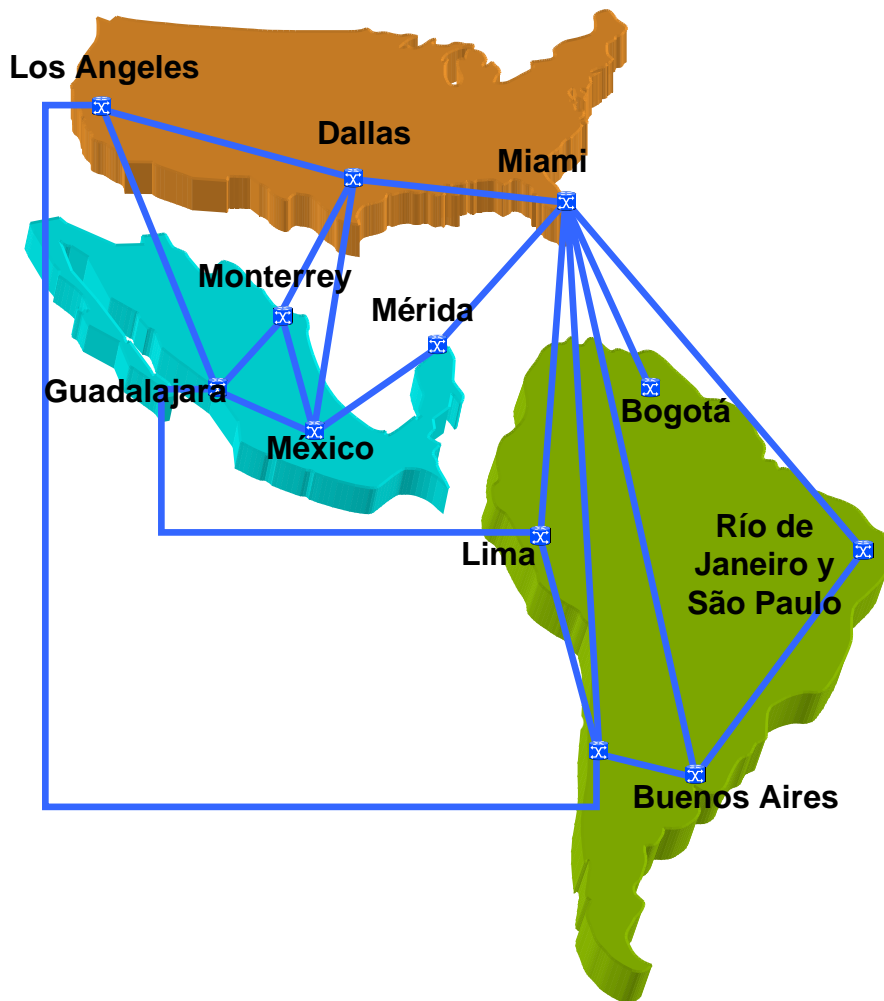 Los Angeles
Dallas
Miami
Monterrey
Mérida
Guadalajara
México
Bogotá
Lima
Río de
Janeiro y
São Paulo
Buenos Aires